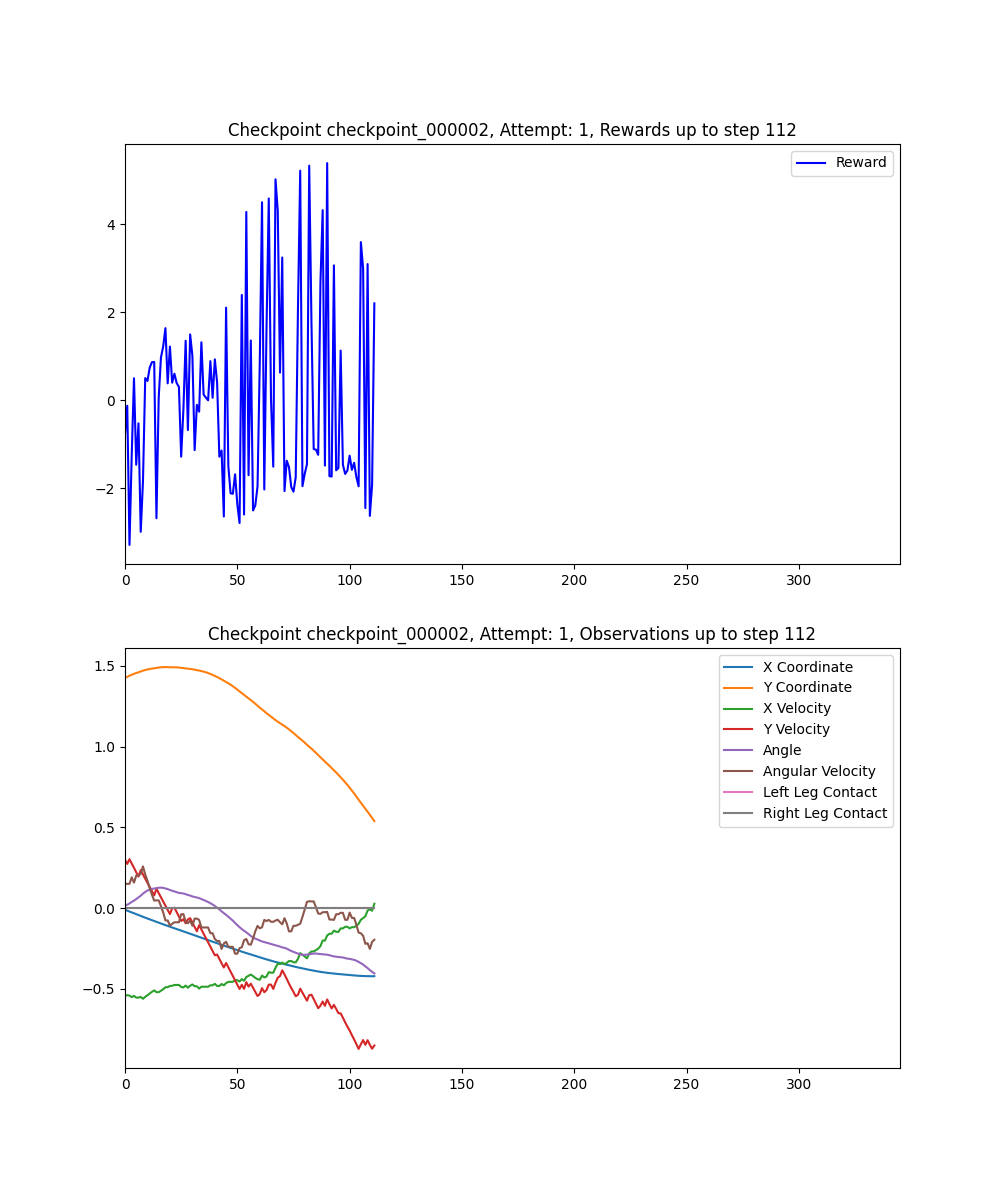 Checkpoint checkpoint_000002, Attempt: 1, Rewards up to step 112
Reward
4
2
0
−2
0 50 100 150 200 250 300
Checkpoint checkpoint_000002, Attempt: 1, Observations up to step 112
X Coordinate
Y Coordinate
X Velocity
Y Velocity
Angle
Angular Velocity
Left Leg Contact
Right Leg Contact
1.5
1.0
0.5
0.0
−0.5
0 50 100 150 200 250 300